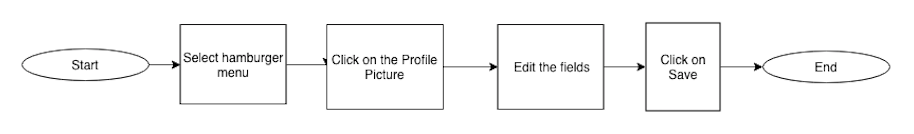 Start
Select hamburger
menu
Click on the Profile
Picture
Edit the fields
Click on
Save
End